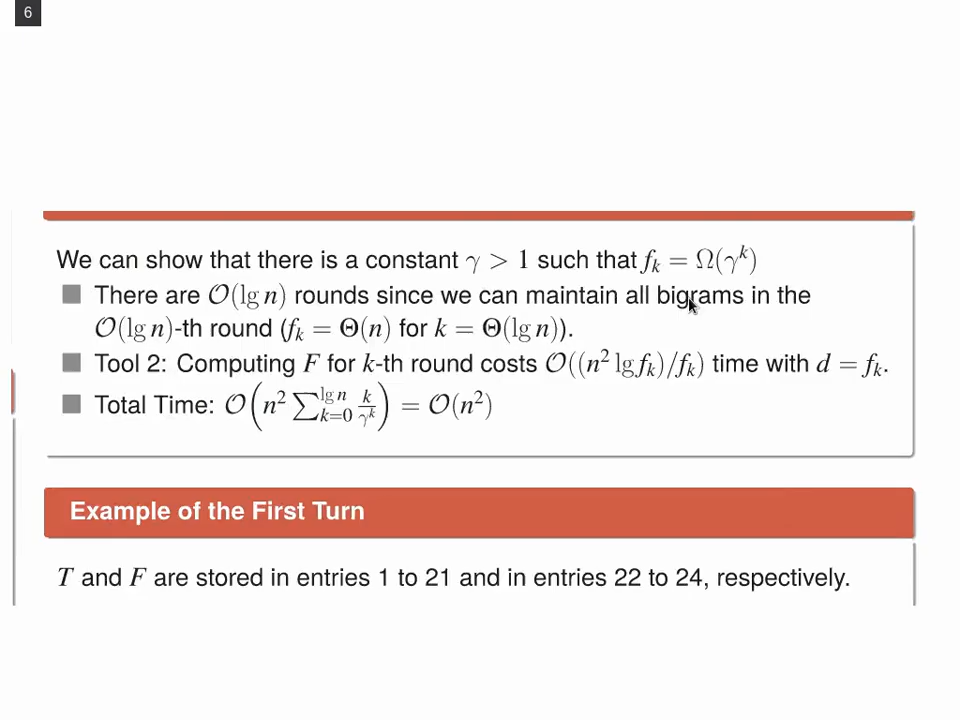 6
We can show that there is a constant γ > 1 such that f_k = Ω(γ^k)
■ There are O(lg n) rounds since we can maintain all bigrams in the
O(lg n)-th round (f_k = Θ(n) for k = Θ(lg n)).
■ Tool 2: Computing F for k-th round costs O((n² lg f_k)/f_k) time with d = f_k.
■ Total Time: O(n² ∑_{k=0}^{lg n} k/γ^k) = O(n²)
Example of the First Turn
T and F are stored in entries 1 to 21 and in entries 22 to 24, respectively.